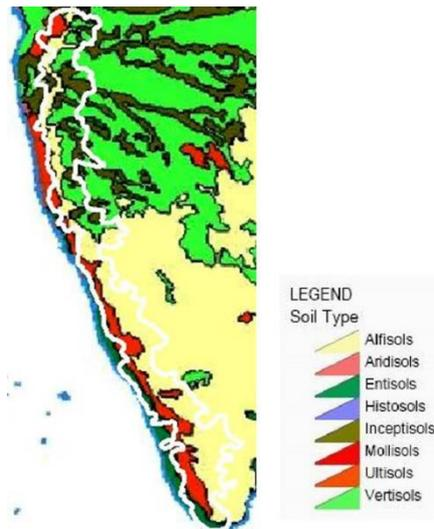 LEGEND
Soil Type
Alfisols
Aridisols
Entisols
Histosols
Inceptisols
Mollisols
Ultisols
Vertisols